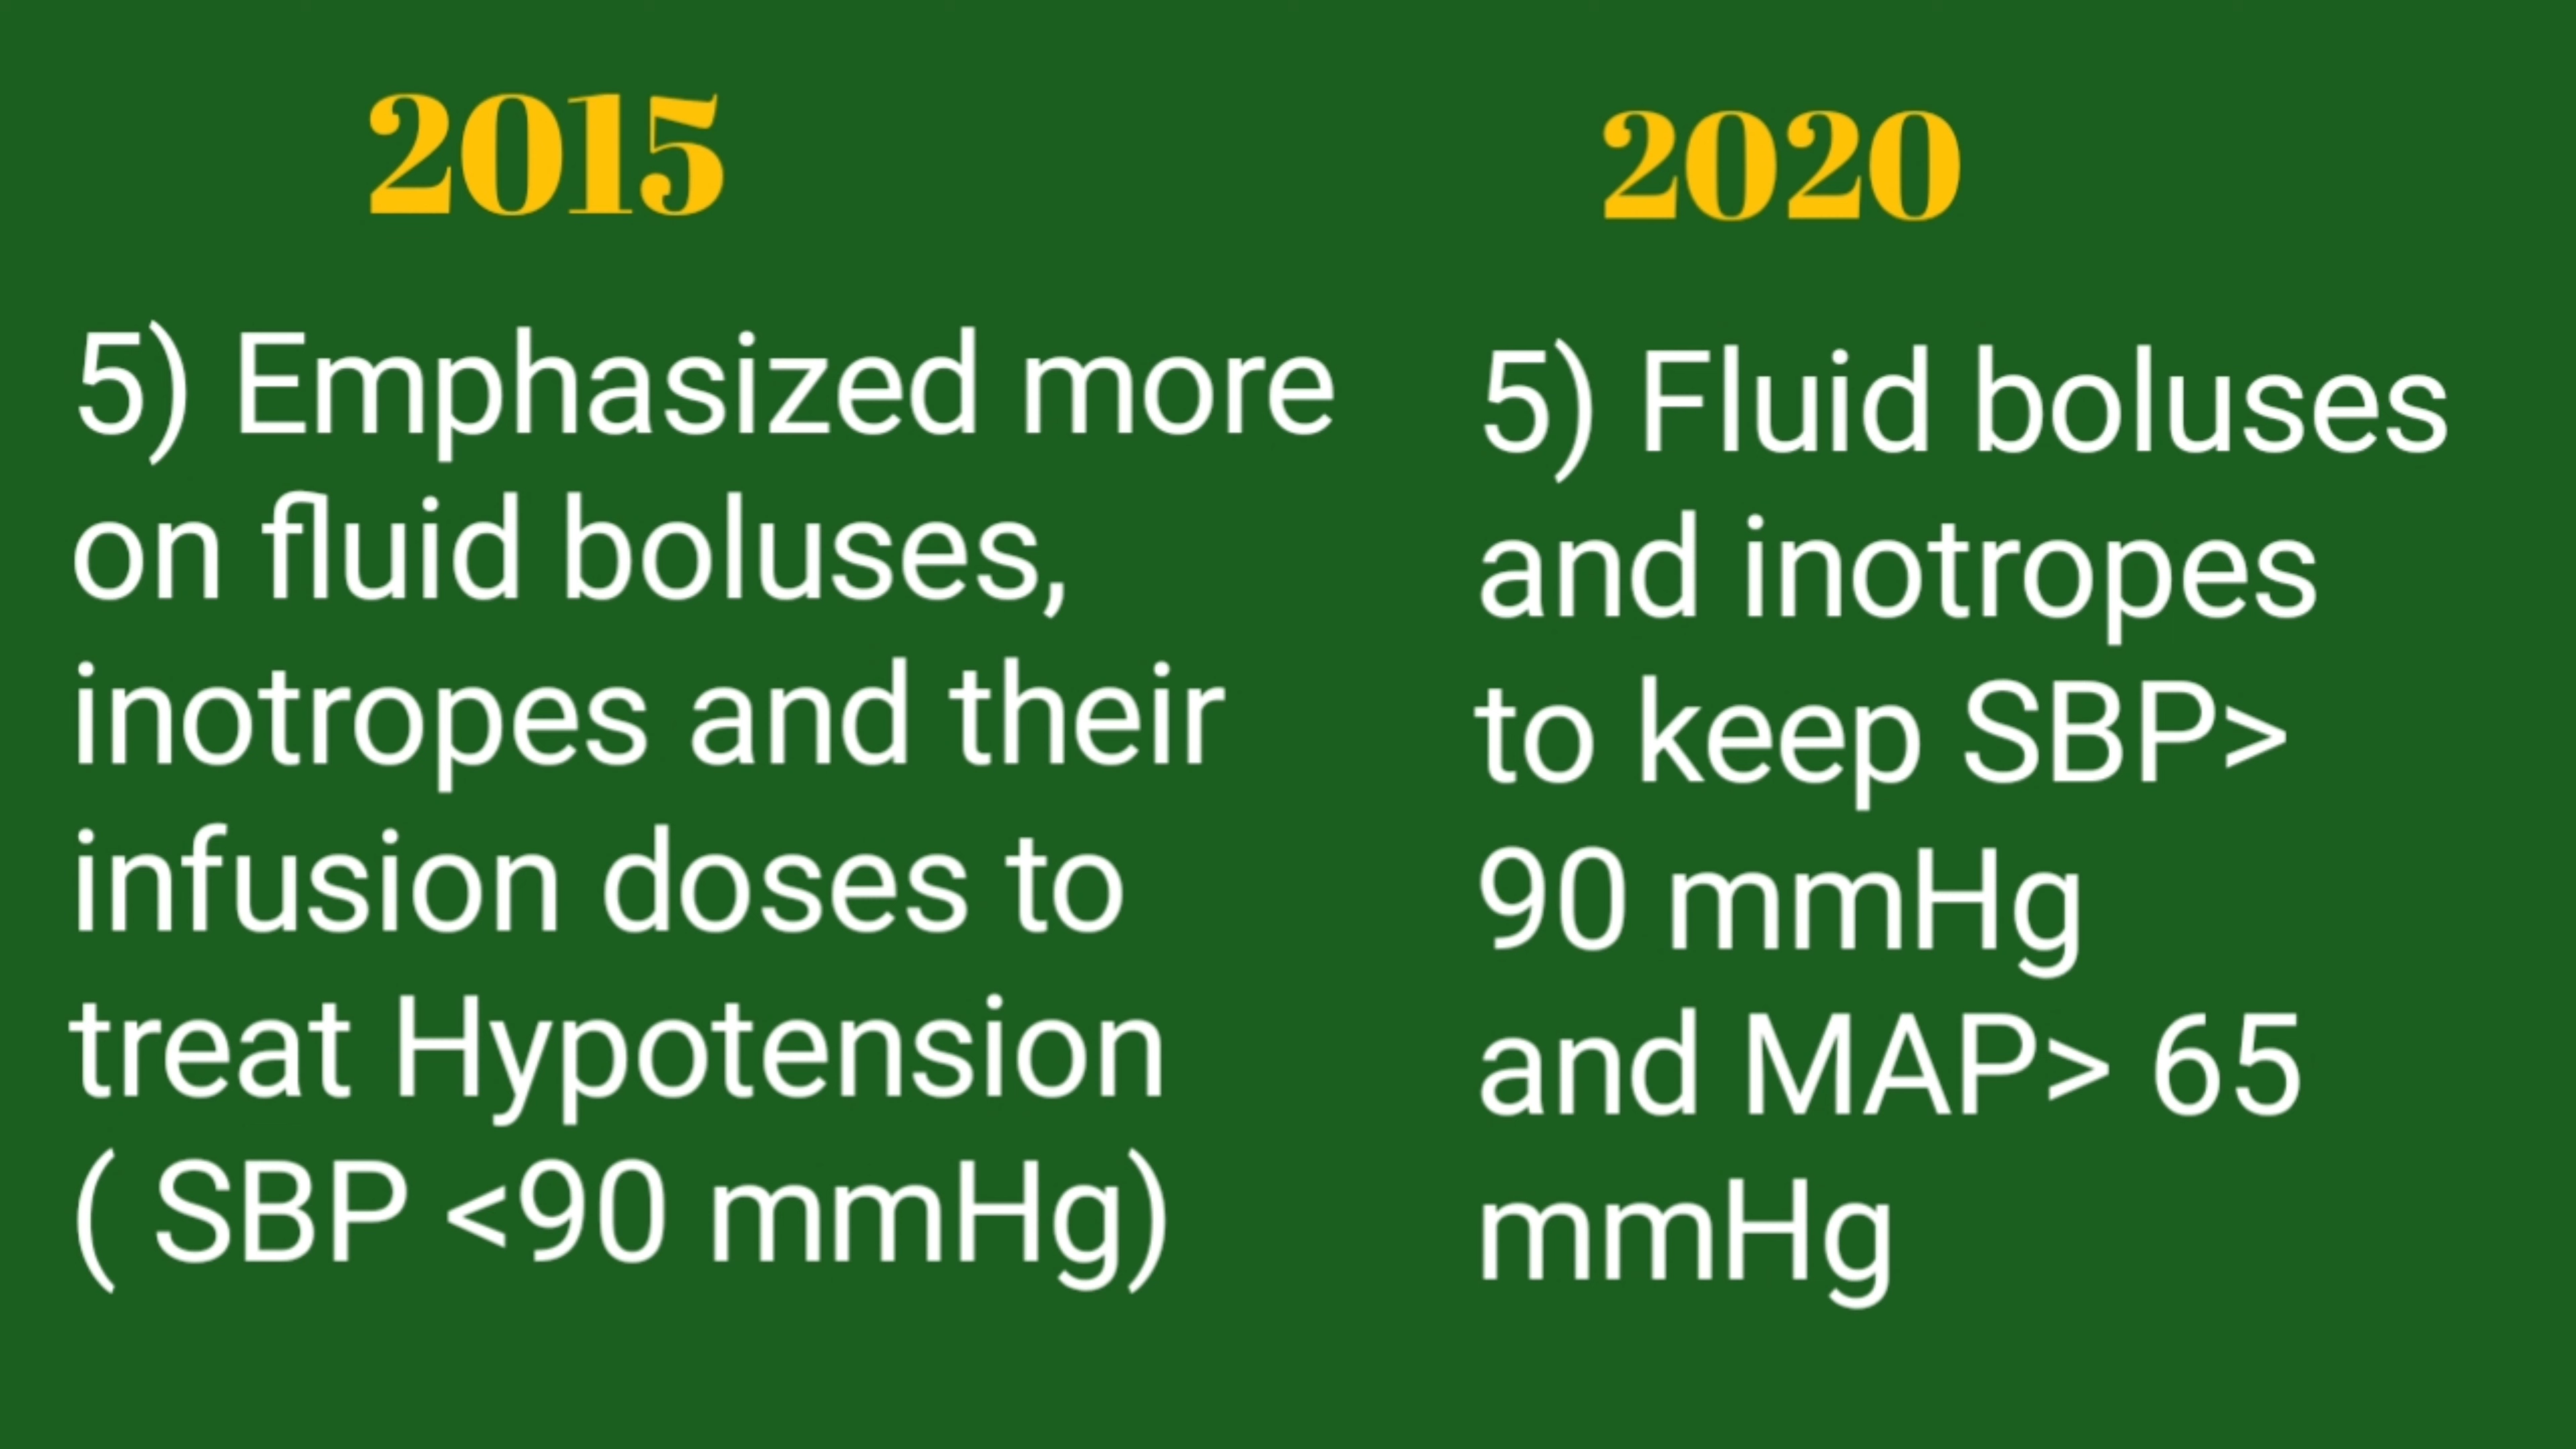 2015
5) Emphasized more
on fluid boluses,
inotropes and their
infusion doses to
treat Hypotension
( SBP <90 mmHg)
2020
5) Fluid boluses
and inotropes
to keep SBP>
90 mmHg
and MAP> 65
mmHg